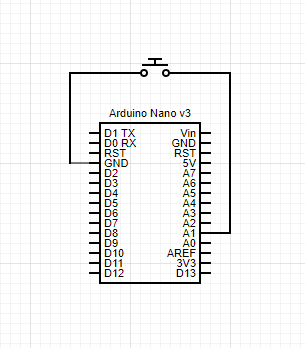 Arduino Nano v3
D1 TX Vin
D0 RX GND
RST RST
GND 5V
D2 A7
D3 A6
D4 A5
D5 A4
D6 A3
D7 A2
D8 A1
D9 A0
D10 AREF
D11 3V3
D12 D13